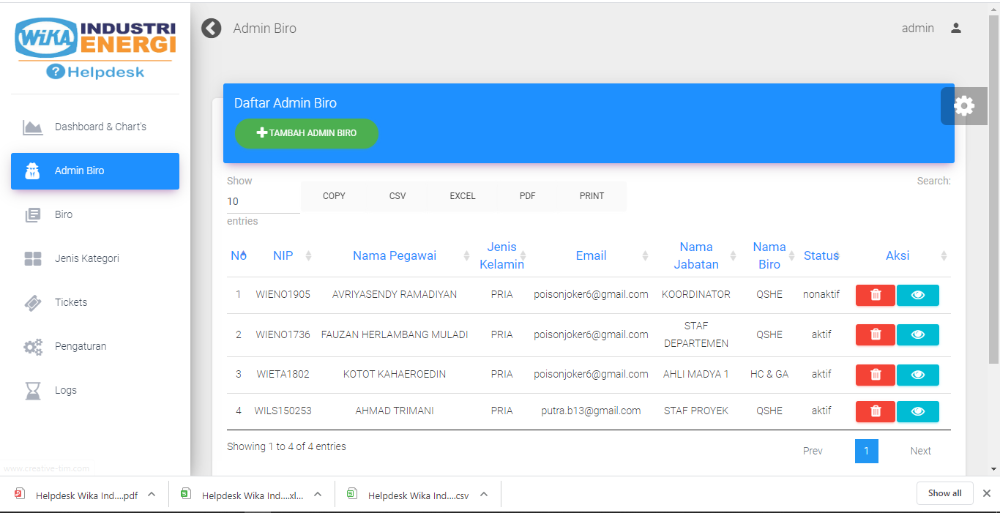 WiKA INDUSTRI
ENERGI
? Helpdesk
Admin Biro
admin
Dashboard & Chart's
Admin Biro
Biro
Jenis Kategori
Tickets
Pengaturan
Logs
www.creative-tim.com
Daftar Admin Biro
TAMBAH ADMIN BIRO
Show
10
entries
COPY CSV EXCEL PDF PRINT
Search:
No NIP Nama Pegawai Jenis Kelamin Email Nama Jabatan Nama Biro Status Aksi
1 WIENO1905 AVRIYASENDY RAMADIYAN PRIA poisonjoker6@gmail.com KOORDINATOR QSHE nonaktif
2 WIENO1736 FAUZAN HERLAMBANG MULADI PRIA poisonjoker6@gmail.com STAF DEPARTEMEN QSHE aktif
3 WIETA1802 KOTOT KAHAEROEDIN PRIA poisonjoker6@gmail.com AHLI MADYA 1 HC & GA aktif
4 WILS150253 AHMAD TRIMANI PRIA putra.b13@gmail.com STAF PROYEK QSHE aktif
Showing 1 to 4 of 4 entries
Prev 1 Next
Helpdesk Wika Ind....pdf
Helpdesk Wika Ind....xl...
Helpdesk Wika Ind....csv
Show all